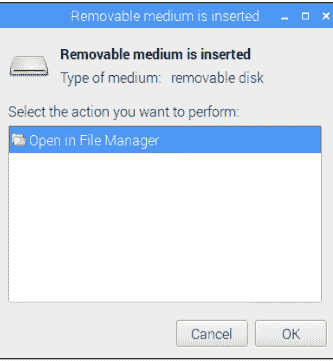 Removable medium is inserted
Removable medium is inserted
Type of medium: removable disk
Select the action you want to perform:
Open in File Manager
Cancel OK